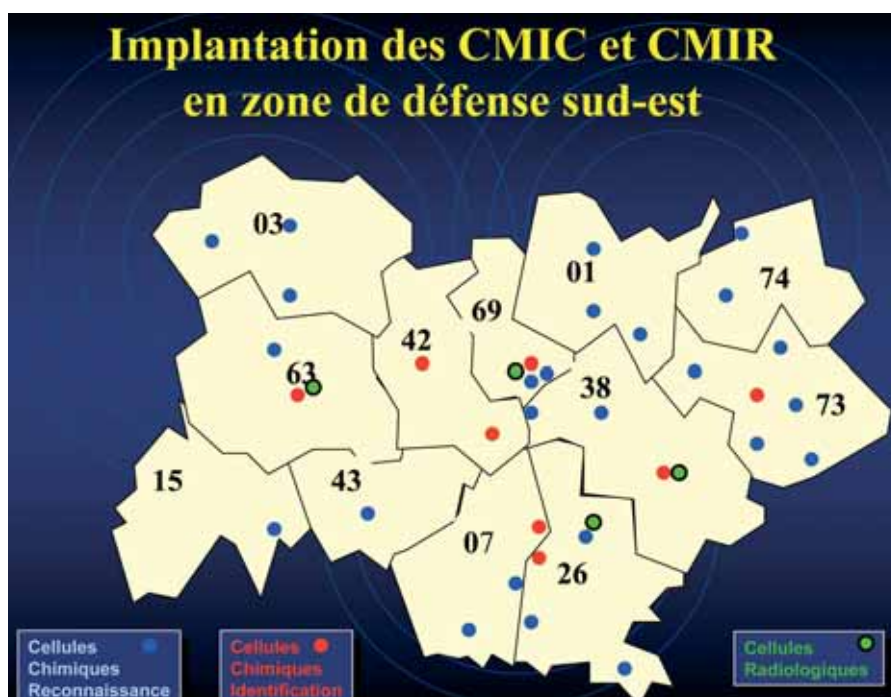 Implantation des CMIC et CMIR
en zone de défense sud-est
03
01
74
69
42
63
38
73
15
43
07
26
Cellules
Chimiques
Reconnaissance
Cellules
Chimiques
Identification
Cellules
Radiologiques